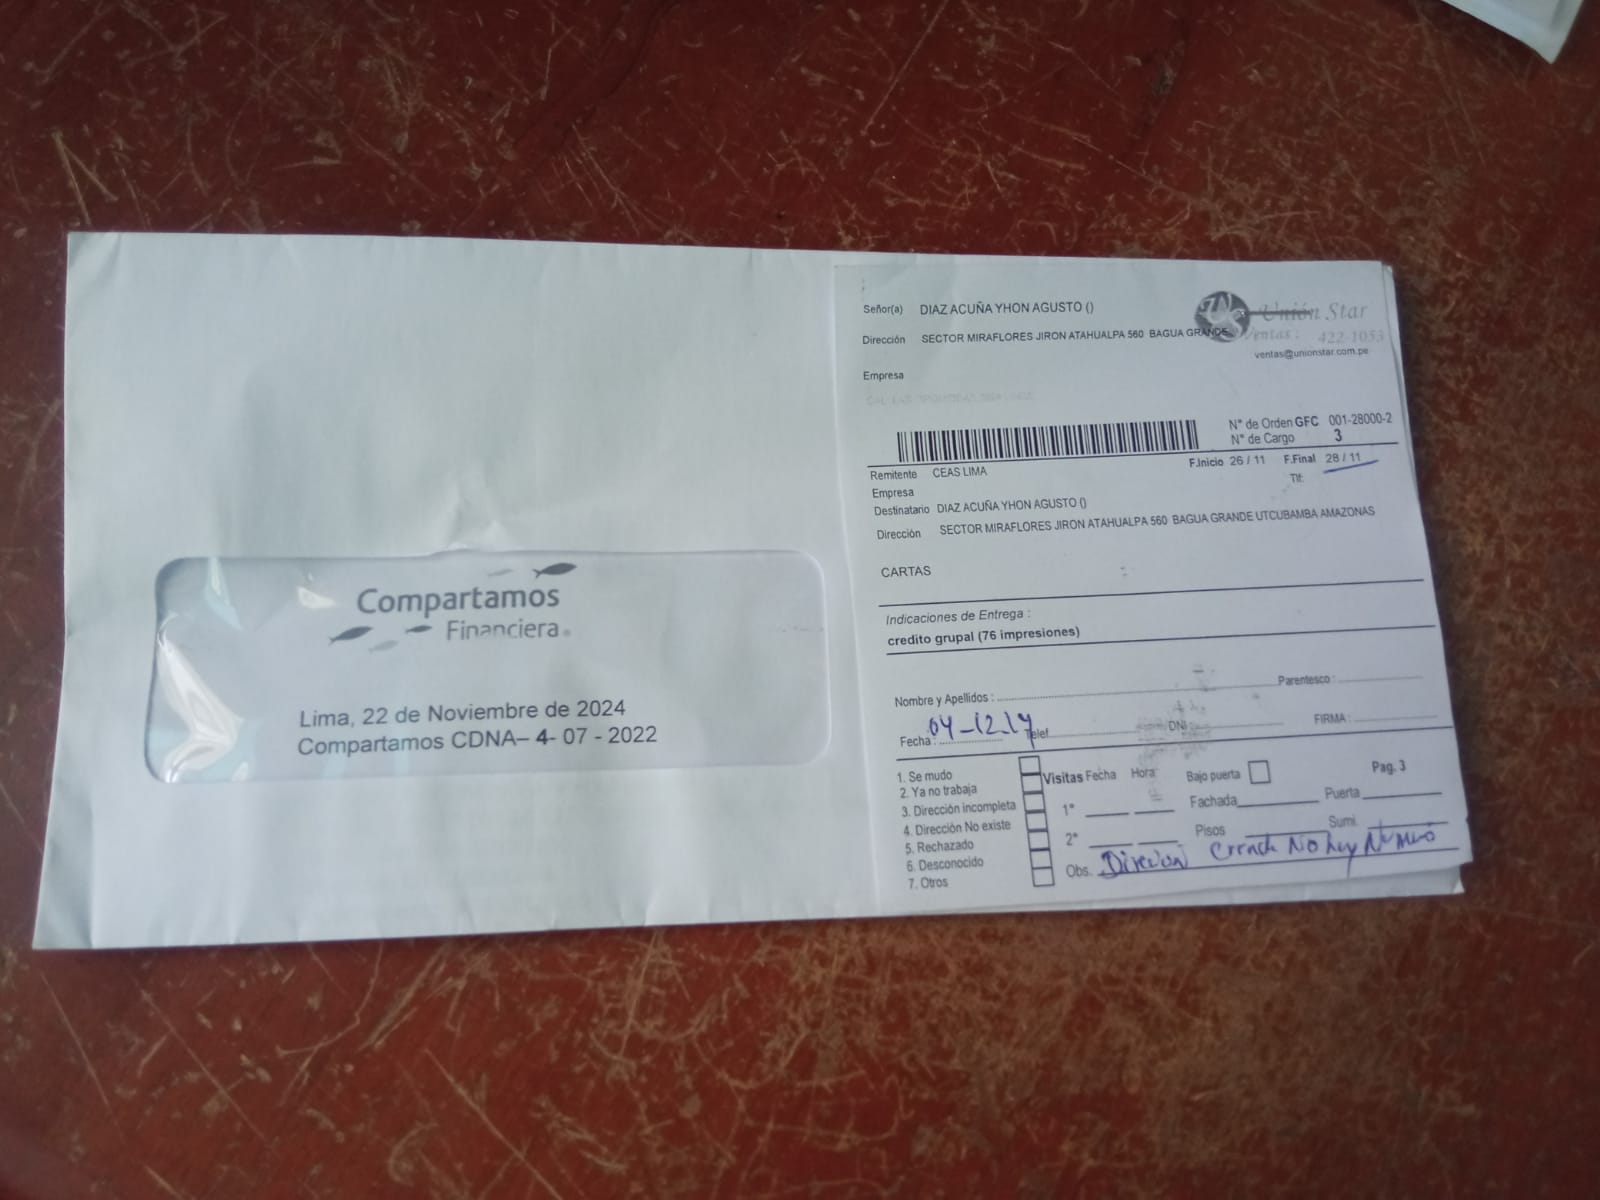 Compartamos
Financiera
Lima, 22 de Noviembre de 2024
Compartamos CDNA– 4- 07 - 2022
Señor(a) DIAZ ACUÑA YHON AGUSTO ()
Unión Star
Dirección SECTOR MIRAFLORES JIRON ATAHUALPA 560 BAGUA GRANDE
Ventas : 422-1053
ventas@unionstar.com.pe
Empresa
N° de Orden GFC 001-28000-2
N° de Cargo 3
Remitente CEAS LIMA
F.Inicio 26 / 11 F.Final 28 / 11
Empresa
Tlf:
Destinatario DIAZ ACUÑA YHON AGUSTO ()
Dirección SECTOR MIRAFLORES JIRON ATAHUALPA 560 BAGUA GRANDE UTCUBAMBA AMAZONAS
CARTAS
Indicaciones de Entrega :
credito grupal (76 impresiones)
Nombre y Apellidos : Parentesco :
Fecha : 04-12-14 Telef DNI FIRMA :
1. Se mudo
2. Ya no trabaja
3. Dirección incompleta
4. Dirección No existe
5. Rechazado
6. Desconocido
7. Otros
Visitas Fecha Hora Bajo puerta Pag. 3
1° Fachada Puerta
2° Pisos Sumi.
Obs. Direccion No hay Numero